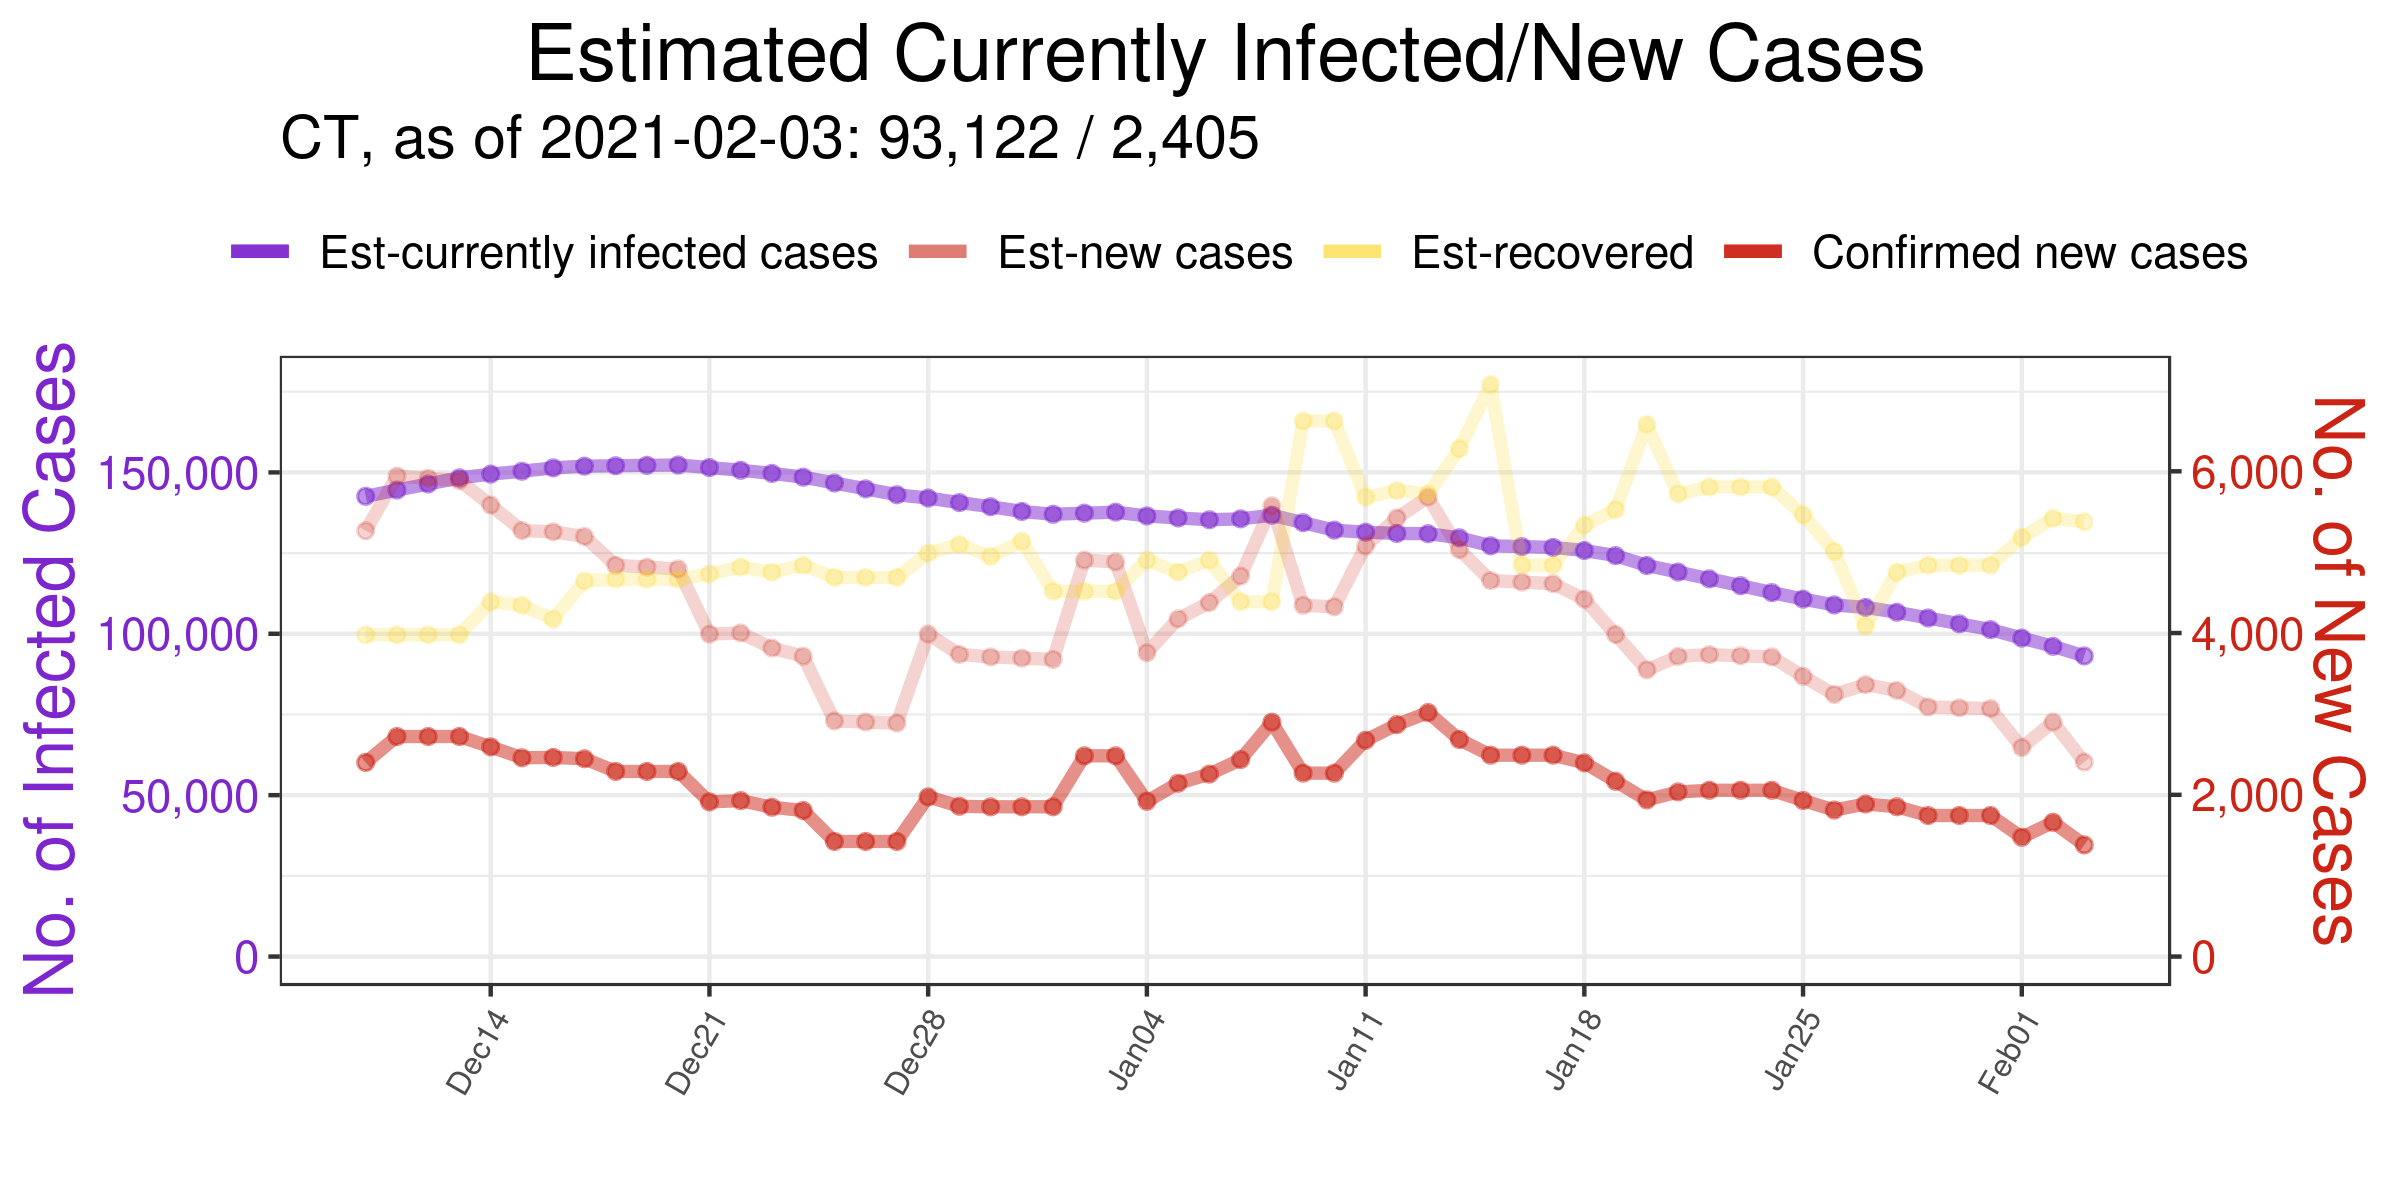 Estimated Currently Infected/New Cases
CT, as of 2021-02-03: 93,122 / 2,405
Est-currently infected cases
Est-new cases
Est-recovered
Confirmed new cases
No. of Infected Cases
150,000
100,000
50,000
0
6,000
4,000
2,000
0
No. of New Cases
Dec14
Dec21
Dec28
Jan04
Jan11
Jan18
Jan25
Feb01